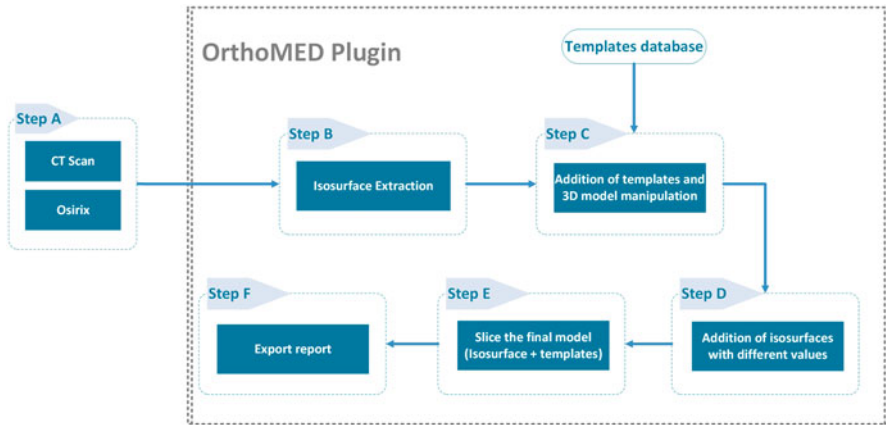 OrthoMED Plugin
Templates database
Step A
CT Scan
Osirix
Step B
Isosurface Extraction
Step C
Addition of templates and
3D model manipulation
Step D
Addition of isosurfaces
with different values
Step E
Slice the final model
(Isosurface + templates)
Step F
Export report